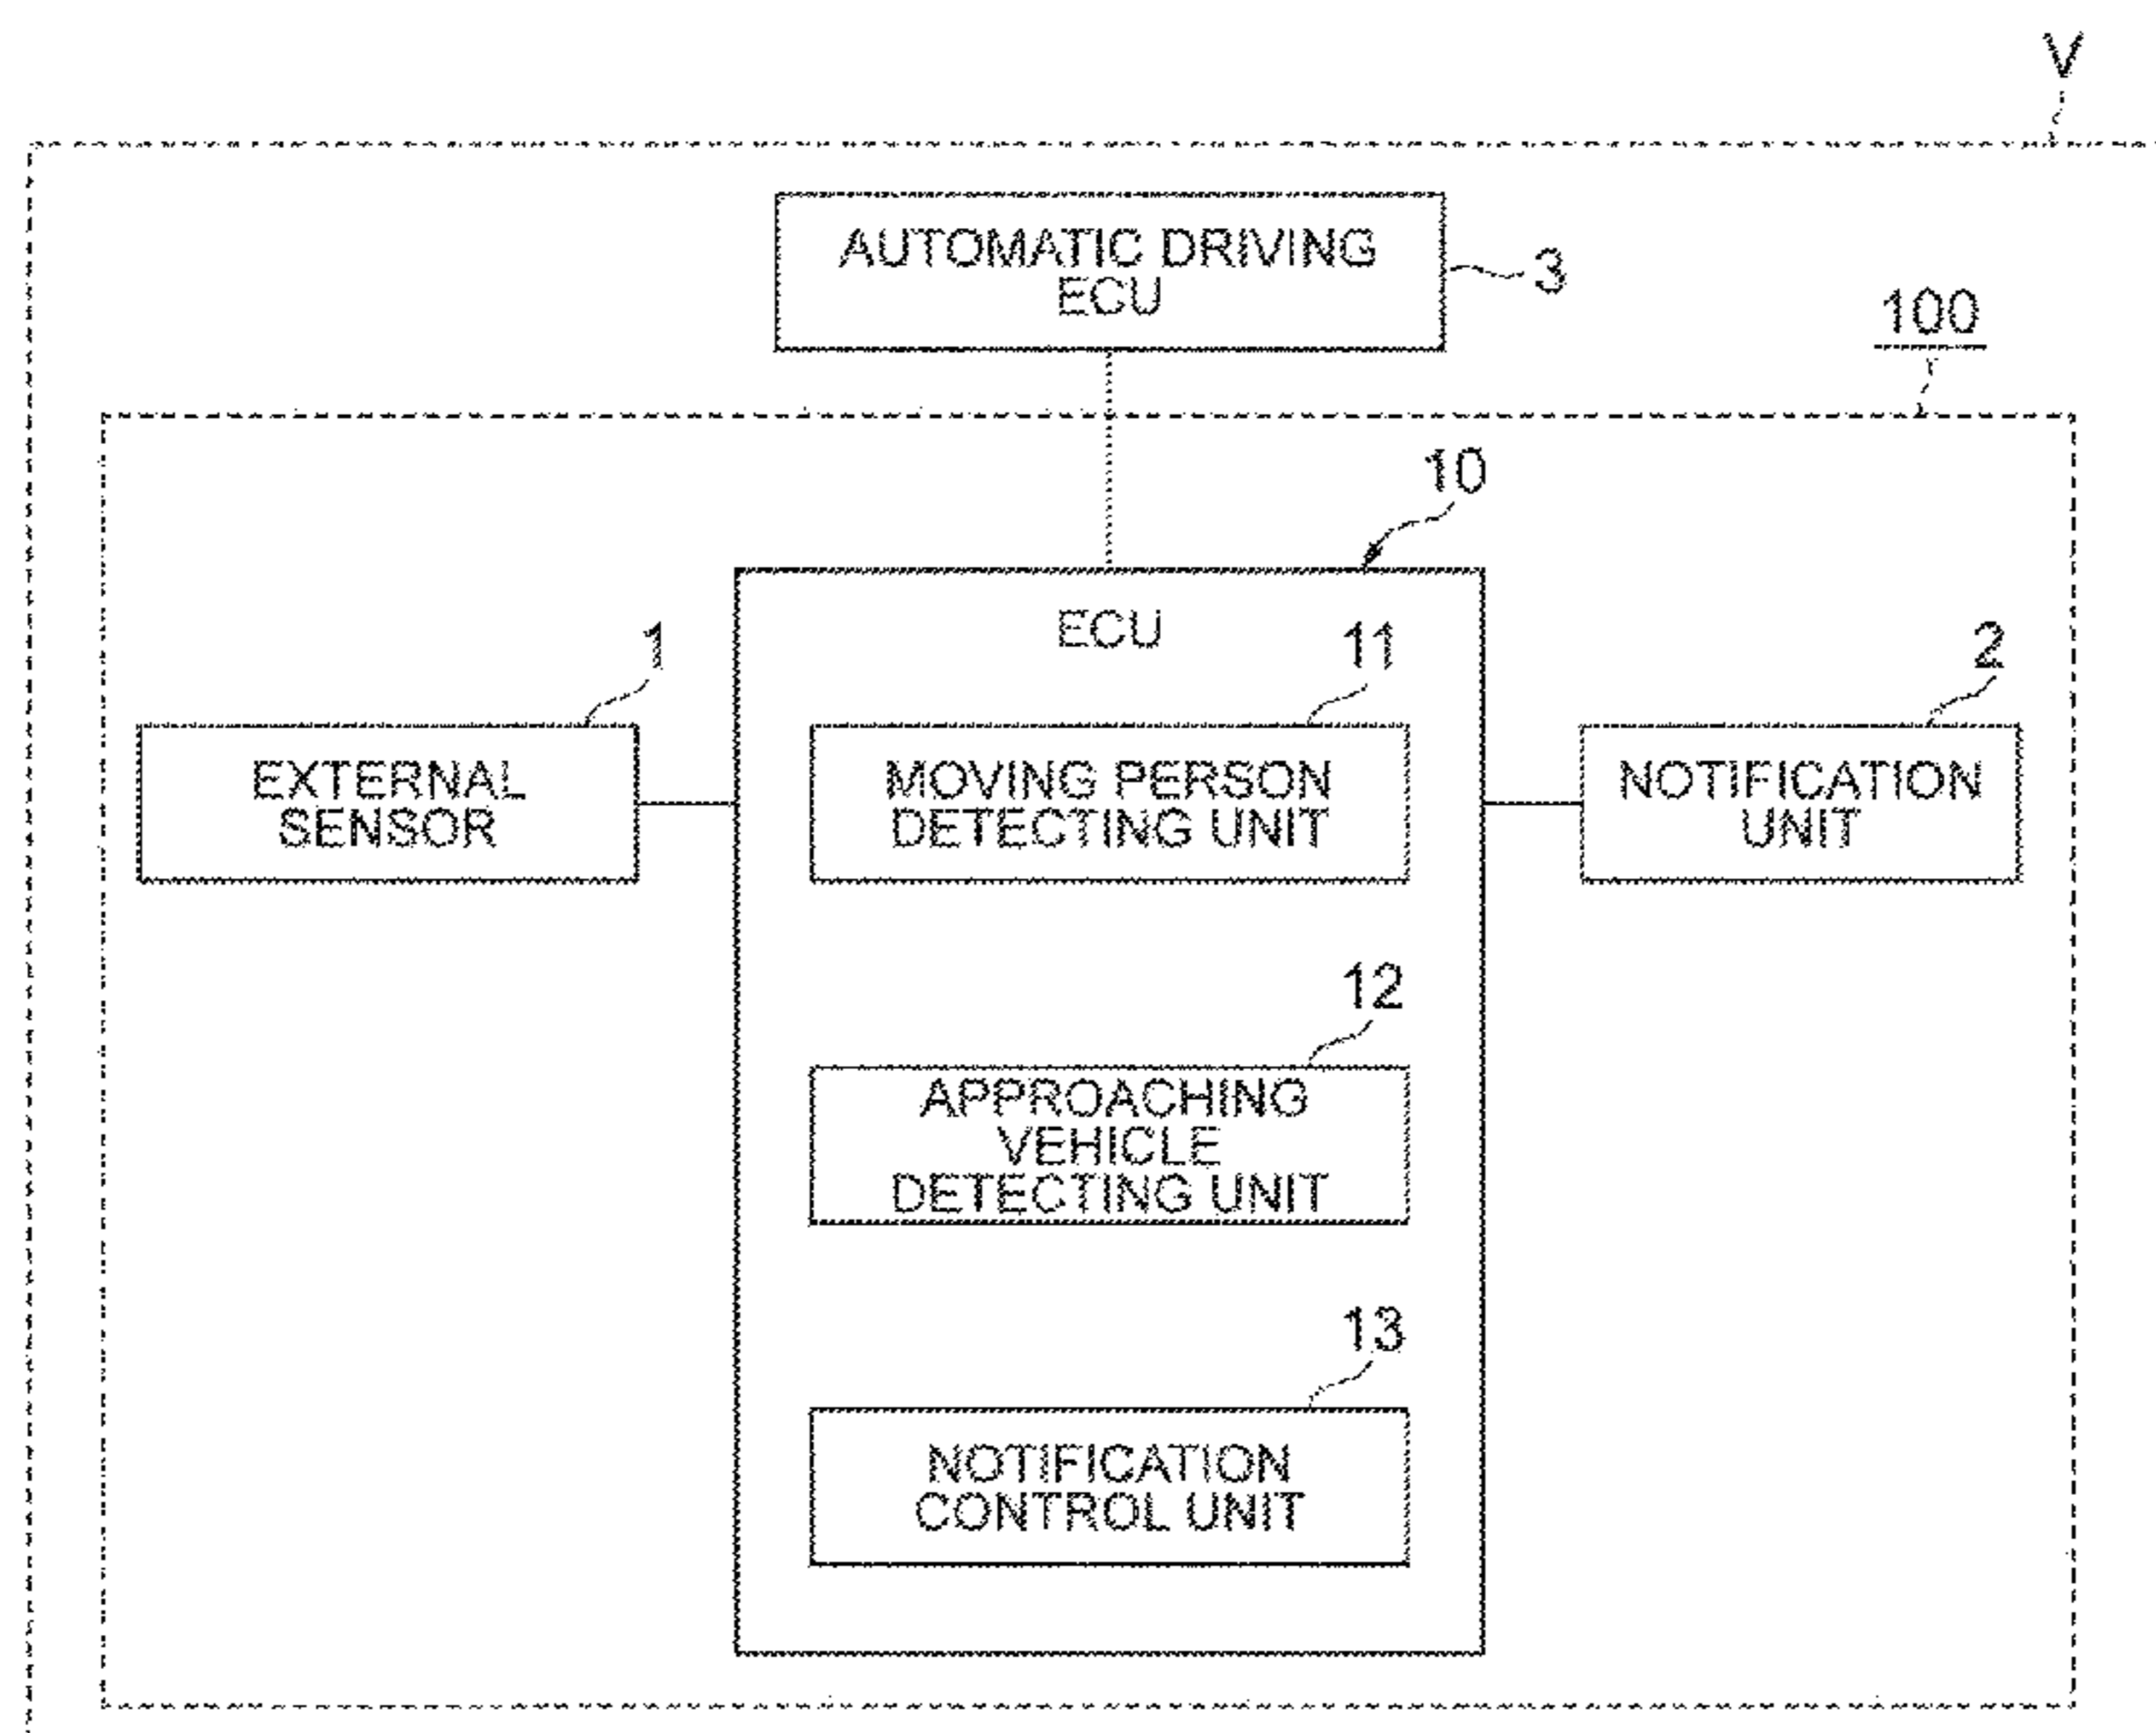 V
AUTOMATIC DRIVING
ECU
3
100
10
ECU
1
11
2
EXTERNAL
SENSOR
MOVING PERSON
DETECTING UNIT
NOTIFICATION
UNIT
12
APPROACHING
VEHICLE
DETECTING UNIT
13
NOTIFICATION
CONTROL UNIT